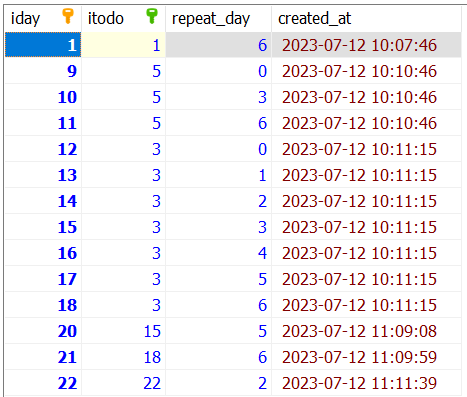 iday itodo repeat_day created_at
1 1 6 2023-07-12 10:07:46
9 5 0 2023-07-12 10:10:46
10 5 3 2023-07-12 10:10:46
11 5 6 2023-07-12 10:10:46
12 3 0 2023-07-12 10:11:15
13 3 1 2023-07-12 10:11:15
14 3 2 2023-07-12 10:11:15
15 3 3 2023-07-12 10:11:15
16 3 4 2023-07-12 10:11:15
17 3 5 2023-07-12 10:11:15
18 3 6 2023-07-12 10:11:15
20 15 5 2023-07-12 11:09:08
21 18 6 2023-07-12 11:09:59
22 22 2 2023-07-12 11:11:39